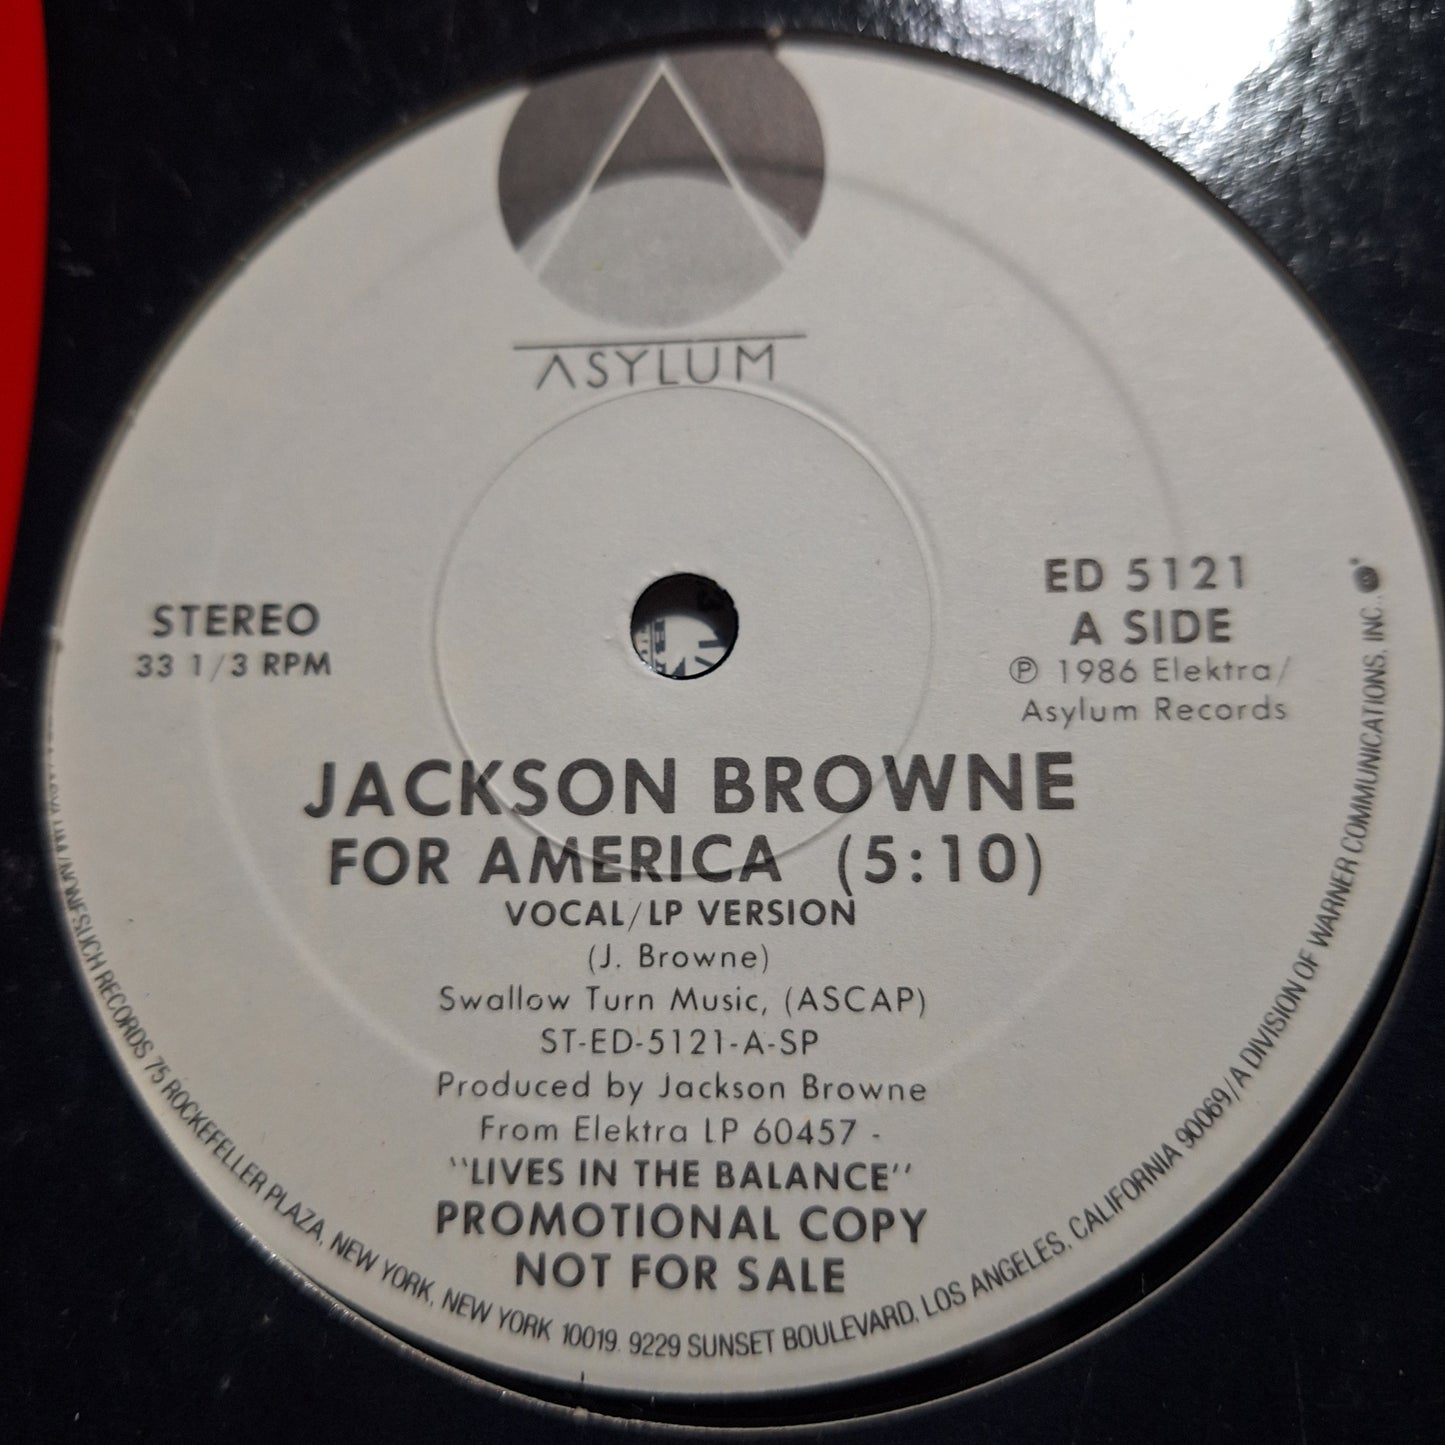 ASYLUM
STEREO
33 1/3 RPM
ED 5121
A SIDE
℗ 1986 Elektra/
Asylum Records
JACKSON BROWNE
FOR AMERICA (5:10)
VOCAL/LP VERSION
(J. Browne)
Swallow Turn Music, (ASCAP)
ST-ED-5121-A-SP
Produced by Jackson Browne
From Elektra LP 60457 -
"LIVES IN THE BALANCE"
PROMOTIONAL COPY
NOT FOR SALE
/NONESUCH RECORDS 75 ROCKEFELLER PLAZA, NEW YORK, NEW YORK 10019. 9229 SUNSET BOULEVARD, LOS ANGELES, CALIFORNIA 90069/A DIVISION OF WARNER COMMUNICATIONS, INC.